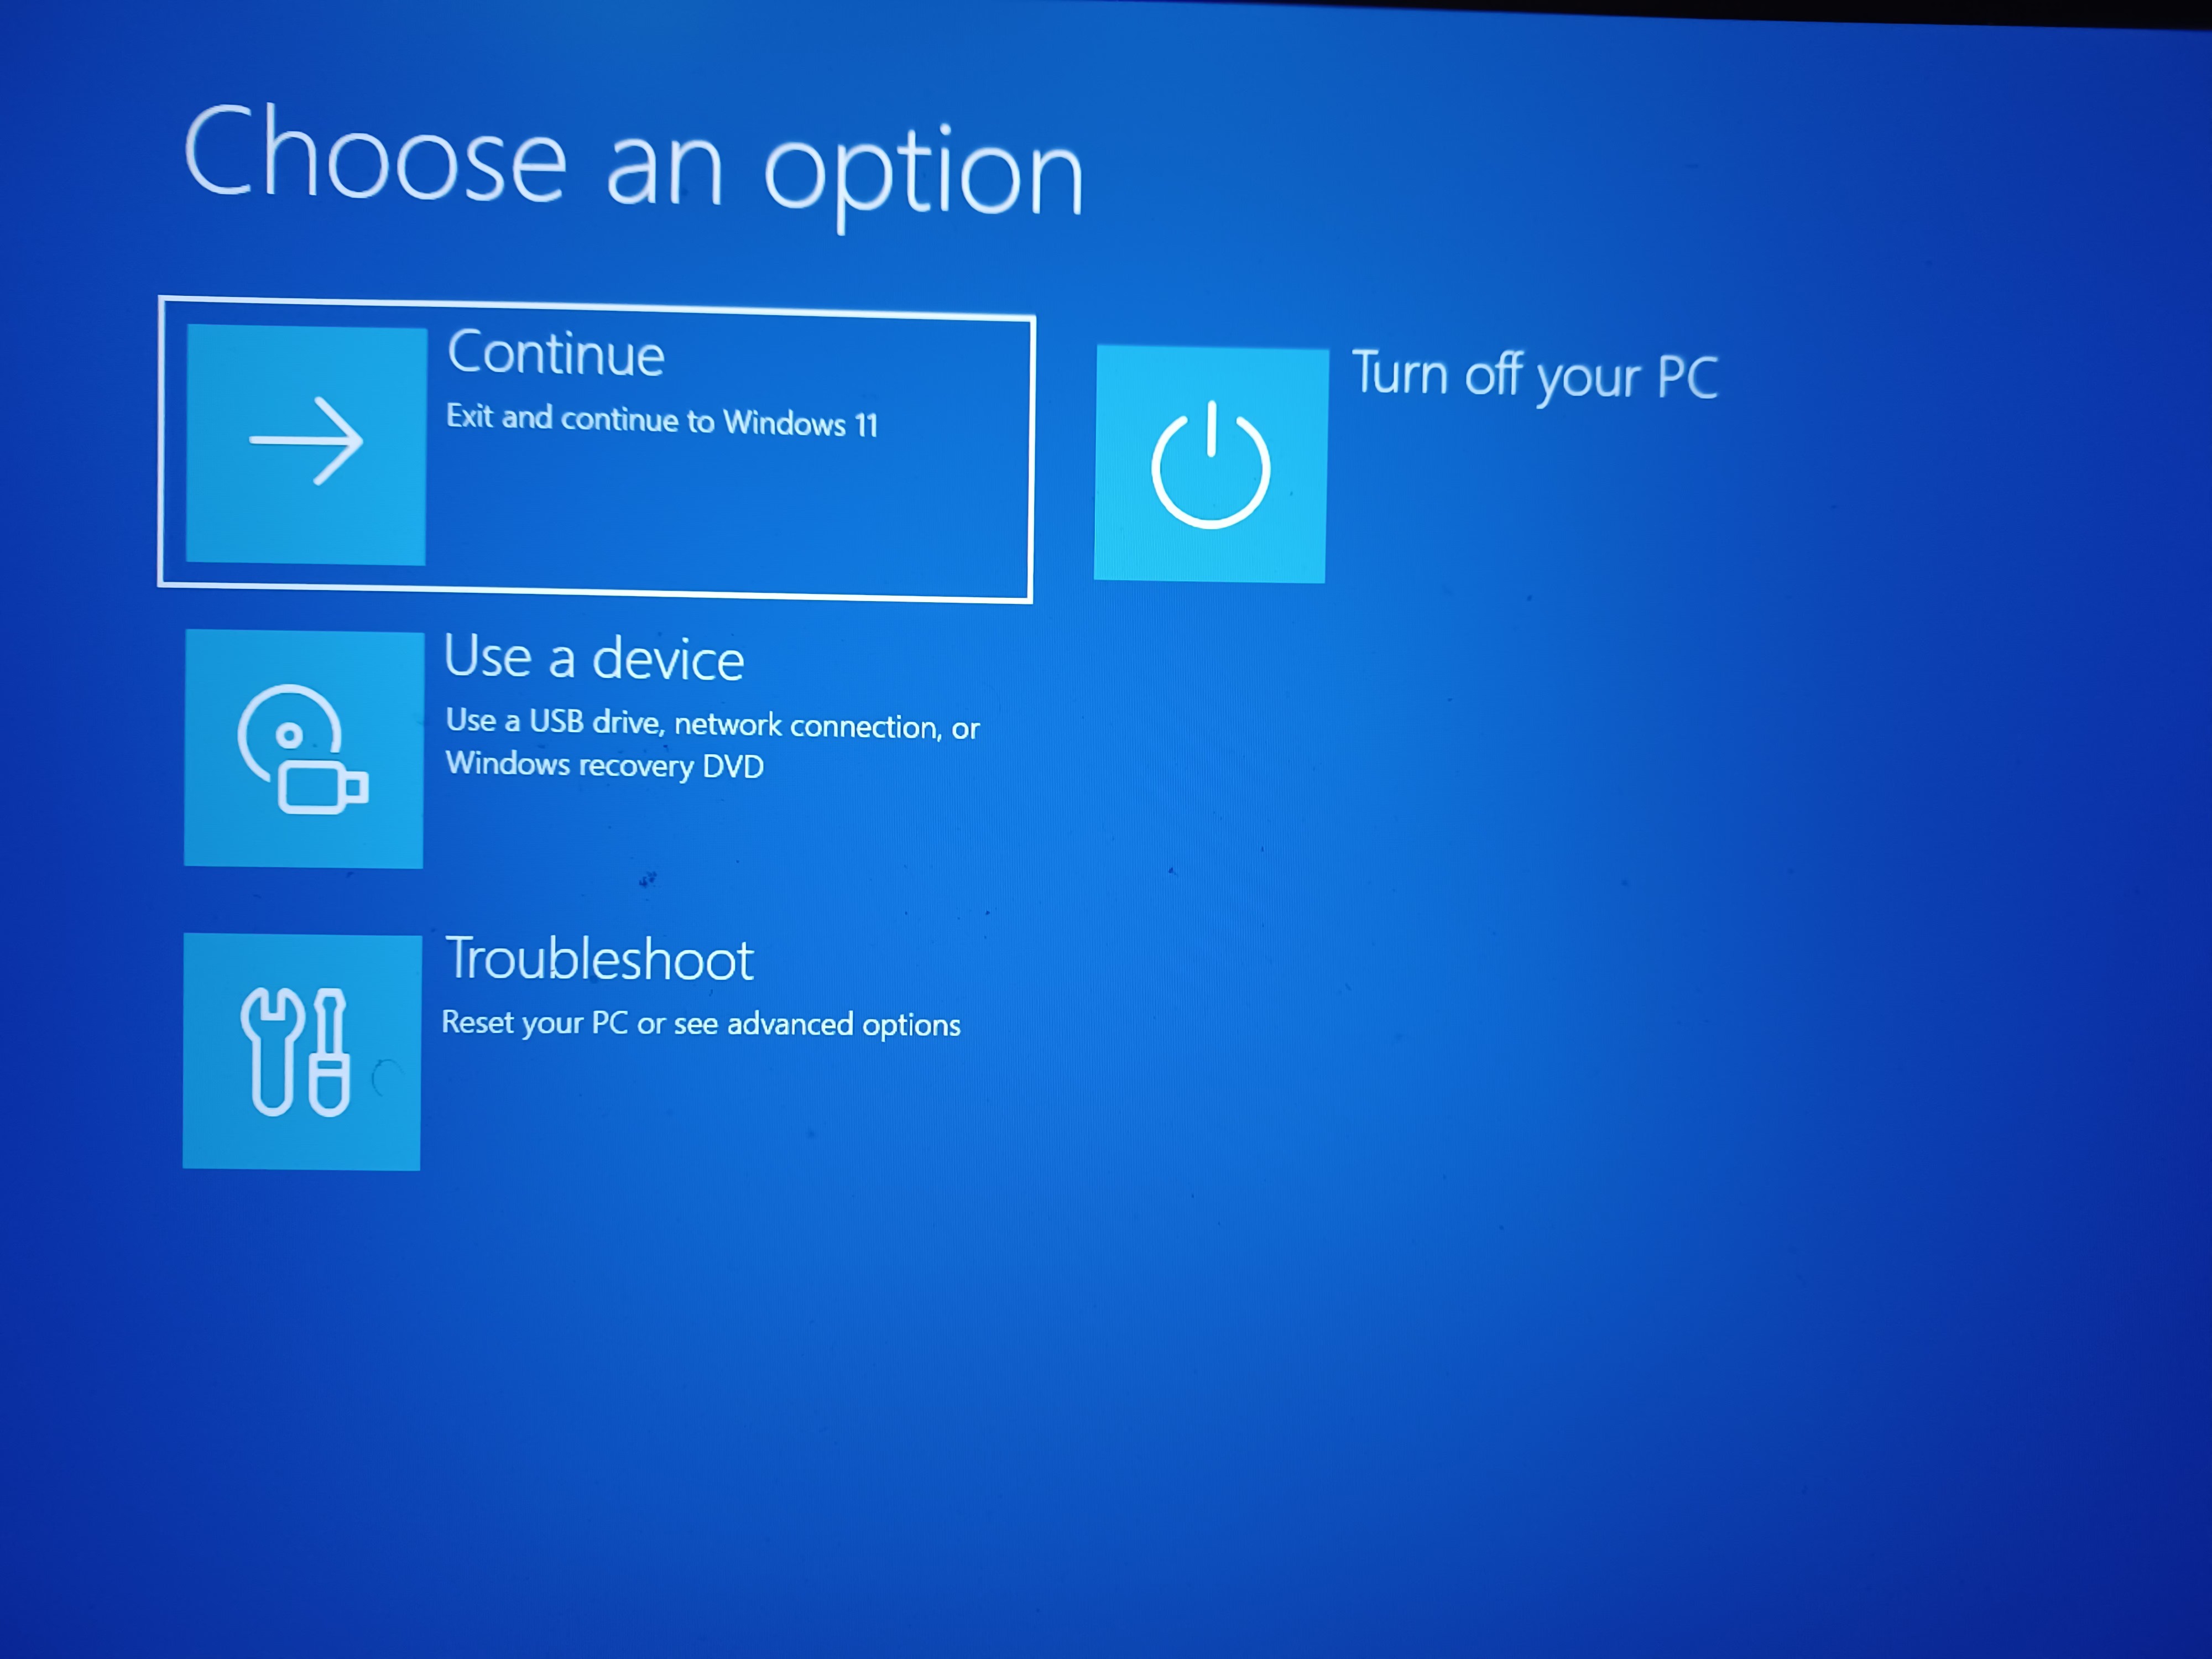 Choose an option
Continue
Exit and continue to Windows 11
Turn off your PC
Use a device
Use a USB drive, network connection, or
Windows recovery DVD
Troubleshoot
Reset your PC or see advanced options